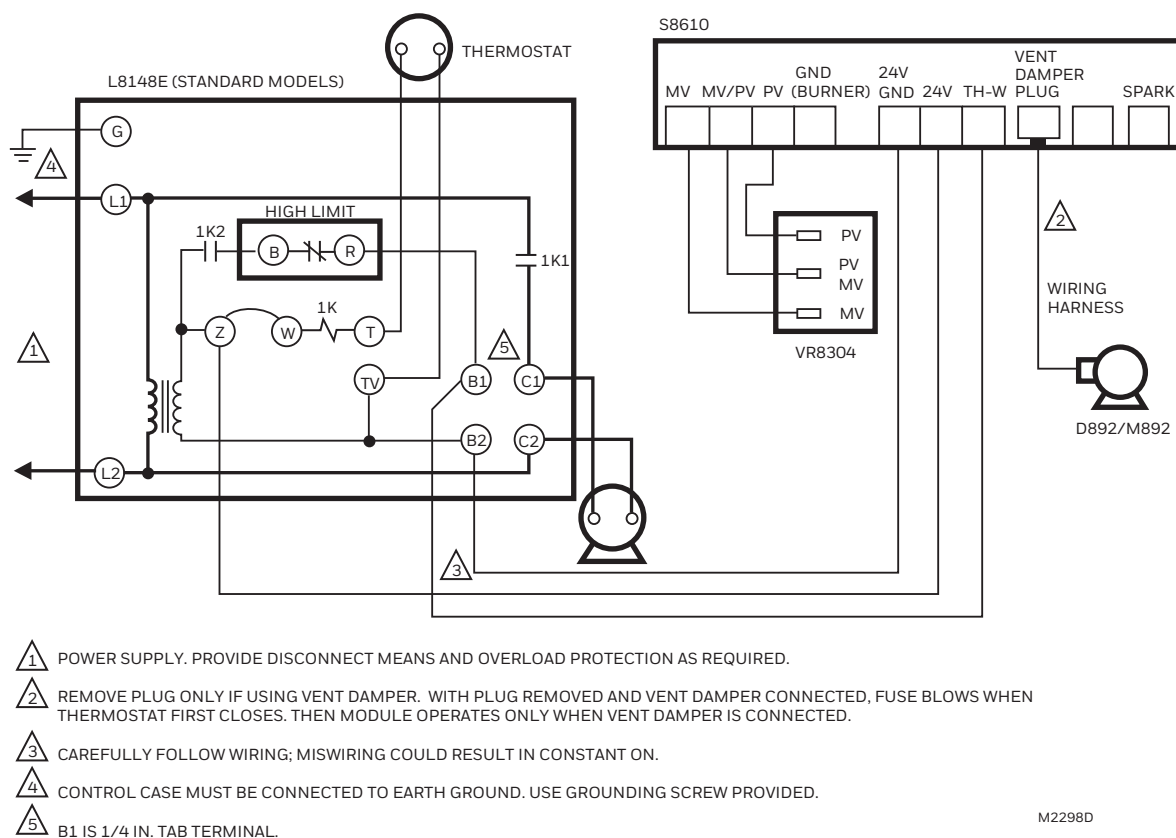 S8610
THERMOSTAT
L8148E (STANDARD MODELS)
MV
MV/PV
PV
GND
(BURNER)
24V
GND
24V
TH-W
VENT
DAMPER
PLUG
SPARK
G
4
L1
HIGH LIMIT
1K2
B
R
1K1
2
PV
PV
MV
MV
VR8304
WIRING
HARNESS
D892/M892
1
Z
W
1K
T
5
TV
B1
C1
B2
C2
L2
3
1 POWER SUPPLY. PROVIDE DISCONNECT MEANS AND OVERLOAD PROTECTION AS REQUIRED.
2 REMOVE PLUG ONLY IF USING VENT DAMPER. WITH PLUG REMOVED AND VENT DAMPER CONNECTED, FUSE BLOWS WHEN
THERMOSTAT FIRST CLOSES. THEN MODULE OPERATES ONLY WHEN VENT DAMPER IS CONNECTED.
3 CAREFULLY FOLLOW WIRING; MISWIRING COULD RESULT IN CONSTANT ON.
4 CONTROL CASE MUST BE CONNECTED TO EARTH GROUND. USE GROUNDING SCREW PROVIDED.
5 B1 IS 1/4 IN. TAB TERMINAL.
M2298D